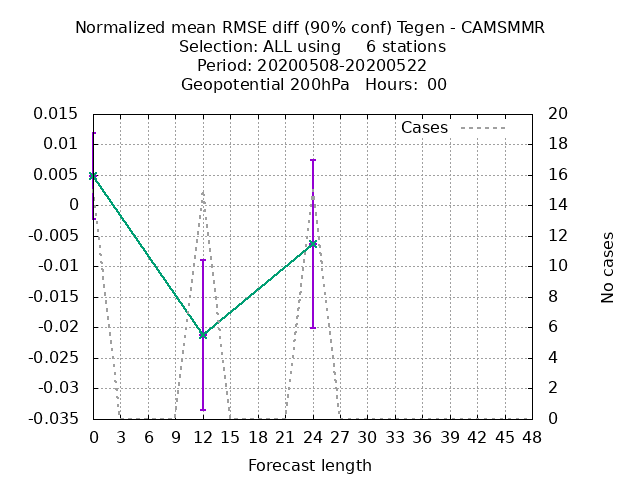 Normalized mean RMSE diff (90% conf) Tegen - CAMSMMR
Selection: ALL using     6 stations
Period: 20200508-20200522
Geopotential 200hPa   Hours:  00
Cases
0.015
0.01
0.005
0
-0.005
-0.01
-0.015
-0.02
-0.025
-0.03
-0.035
20
18
16
14
12
10
8
6
4
2
0
No cases
0 3 6 9 12 15 18 21 24 27 30 33 36 39 42 45 48
Forecast length